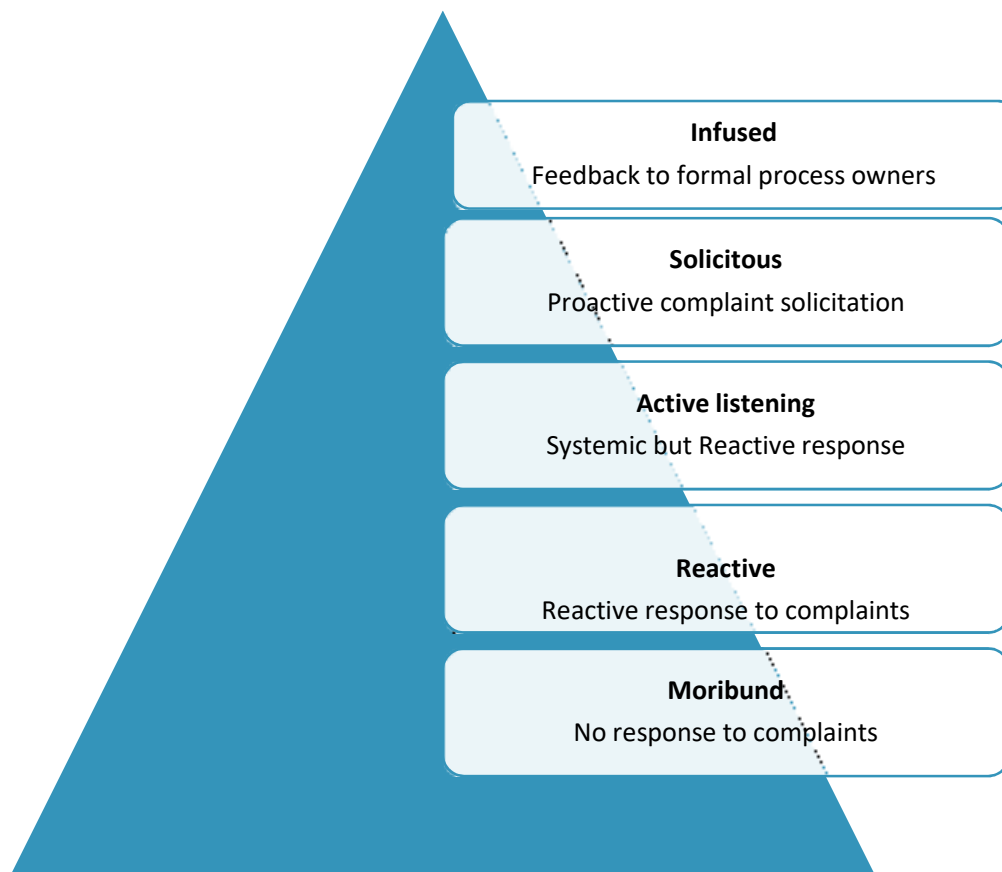 Infused
Feedback to formal process owners
Solicitous
Proactive complaint solicitation
Active listening
Systemic but Reactive response
Reactive
Reactive response to complaints
Moribund
No response to complaints